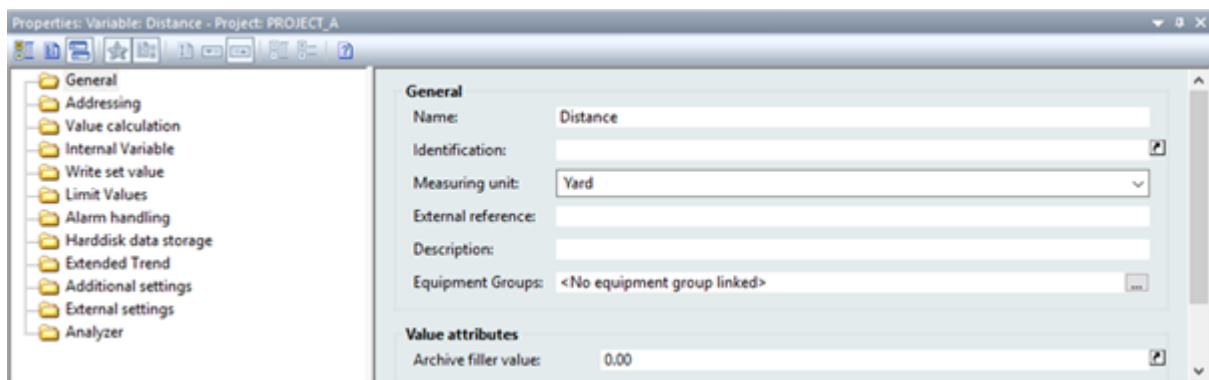 Properties: Variable: Distance - Project: PROJECT_A
General
Addressing
Value calculation
Internal Variable
Write set value
Limit Values
Alarm handling
Harddisk data storage
Extended Trend
Additional settings
External settings
Analyzer
General
Name: Distance
Identification:
Measuring unit: Yard
External reference:
Description:
Equipment Groups: <No equipment group linked> ...
Value attributes
Archive filler value: 0.00